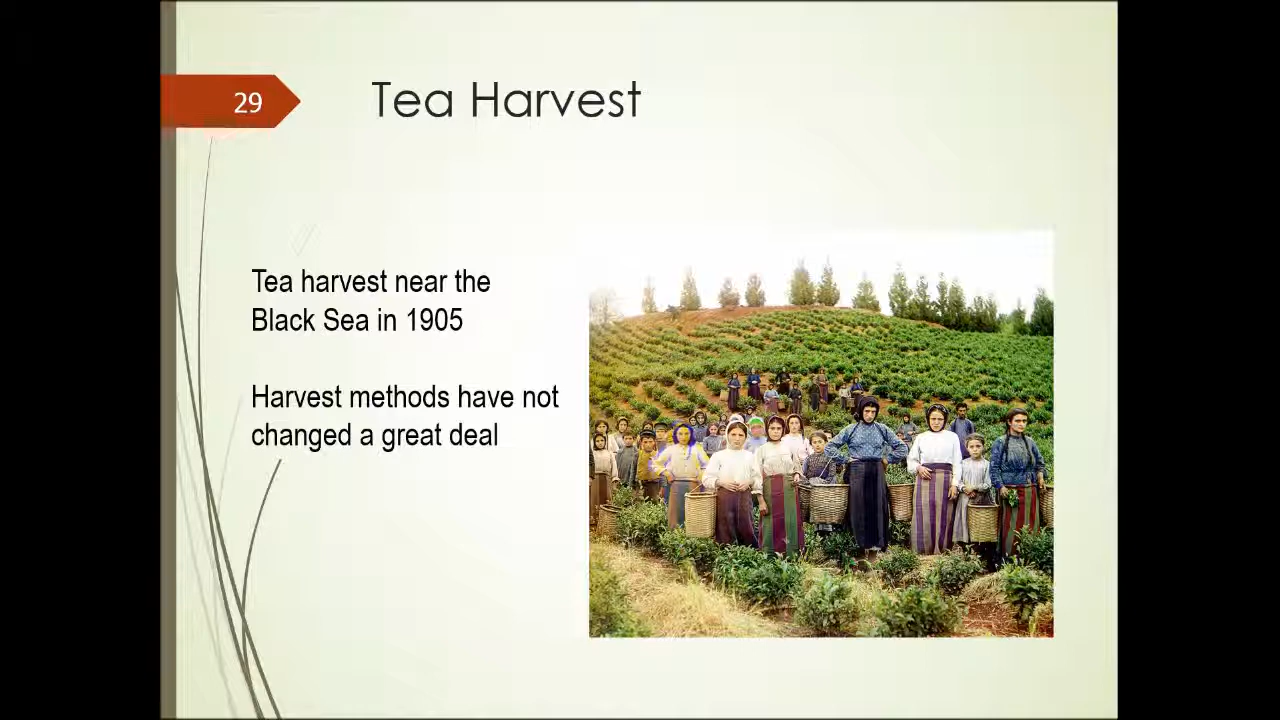 29
Tea Harvest
Tea harvest near the
Black Sea in 1905
Harvest methods have not
changed a great deal